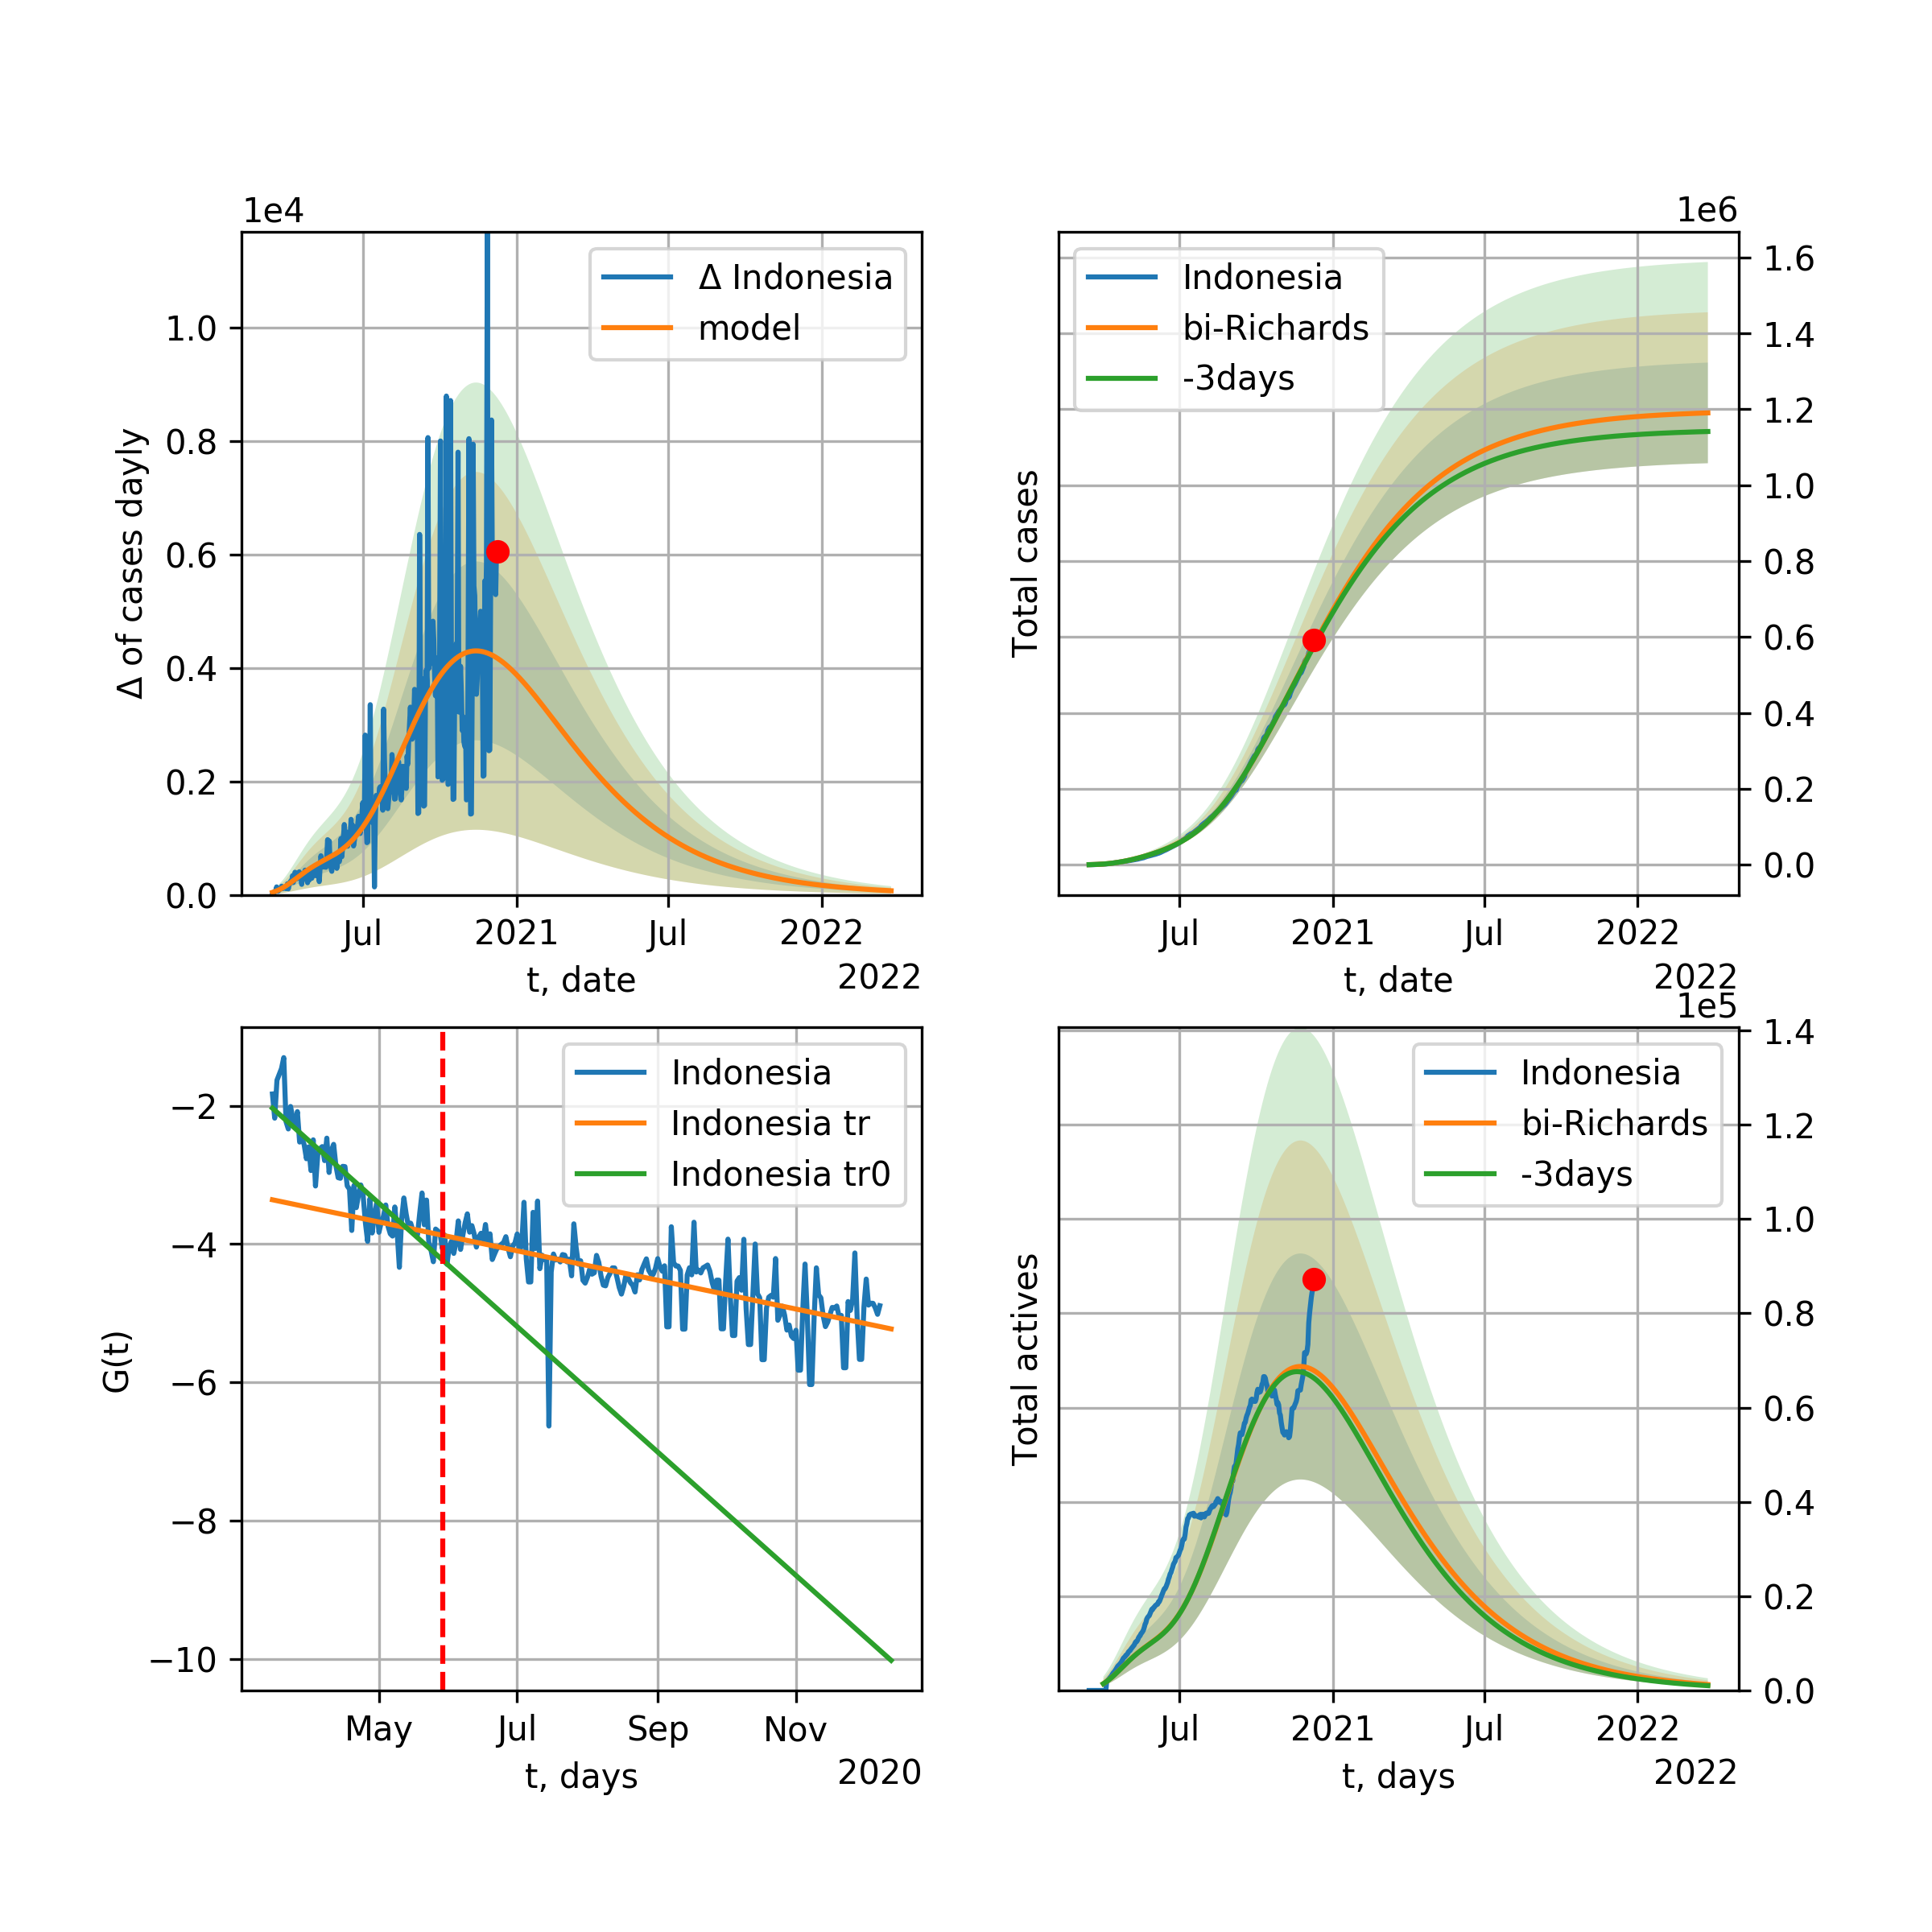 1e4
Δ of cases dayly
1.0
0.8
0.6
0.4
0.2
0.0
Δ Indonesia
model
Jul
2021
Jul
2022
t, date
2022
1e6
Total cases
Indonesia
bi-Richards
-3days
1.6
1.4
1.2
1.0
0.8
0.6
0.4
0.2
0.0
Jul
2021
Jul
2022
t, date
2022
G(t)
−2
−4
−6
−8
−10
Indonesia
Indonesia tr
Indonesia tr0
May
Jul
Sep
Nov
t, days
2020
1e5
Total actives
Indonesia
bi-Richards
-3days
1.4
1.2
1.0
0.8
0.6
0.4
0.2
0.0
Jul
2021
Jul
2022
t, days
2022